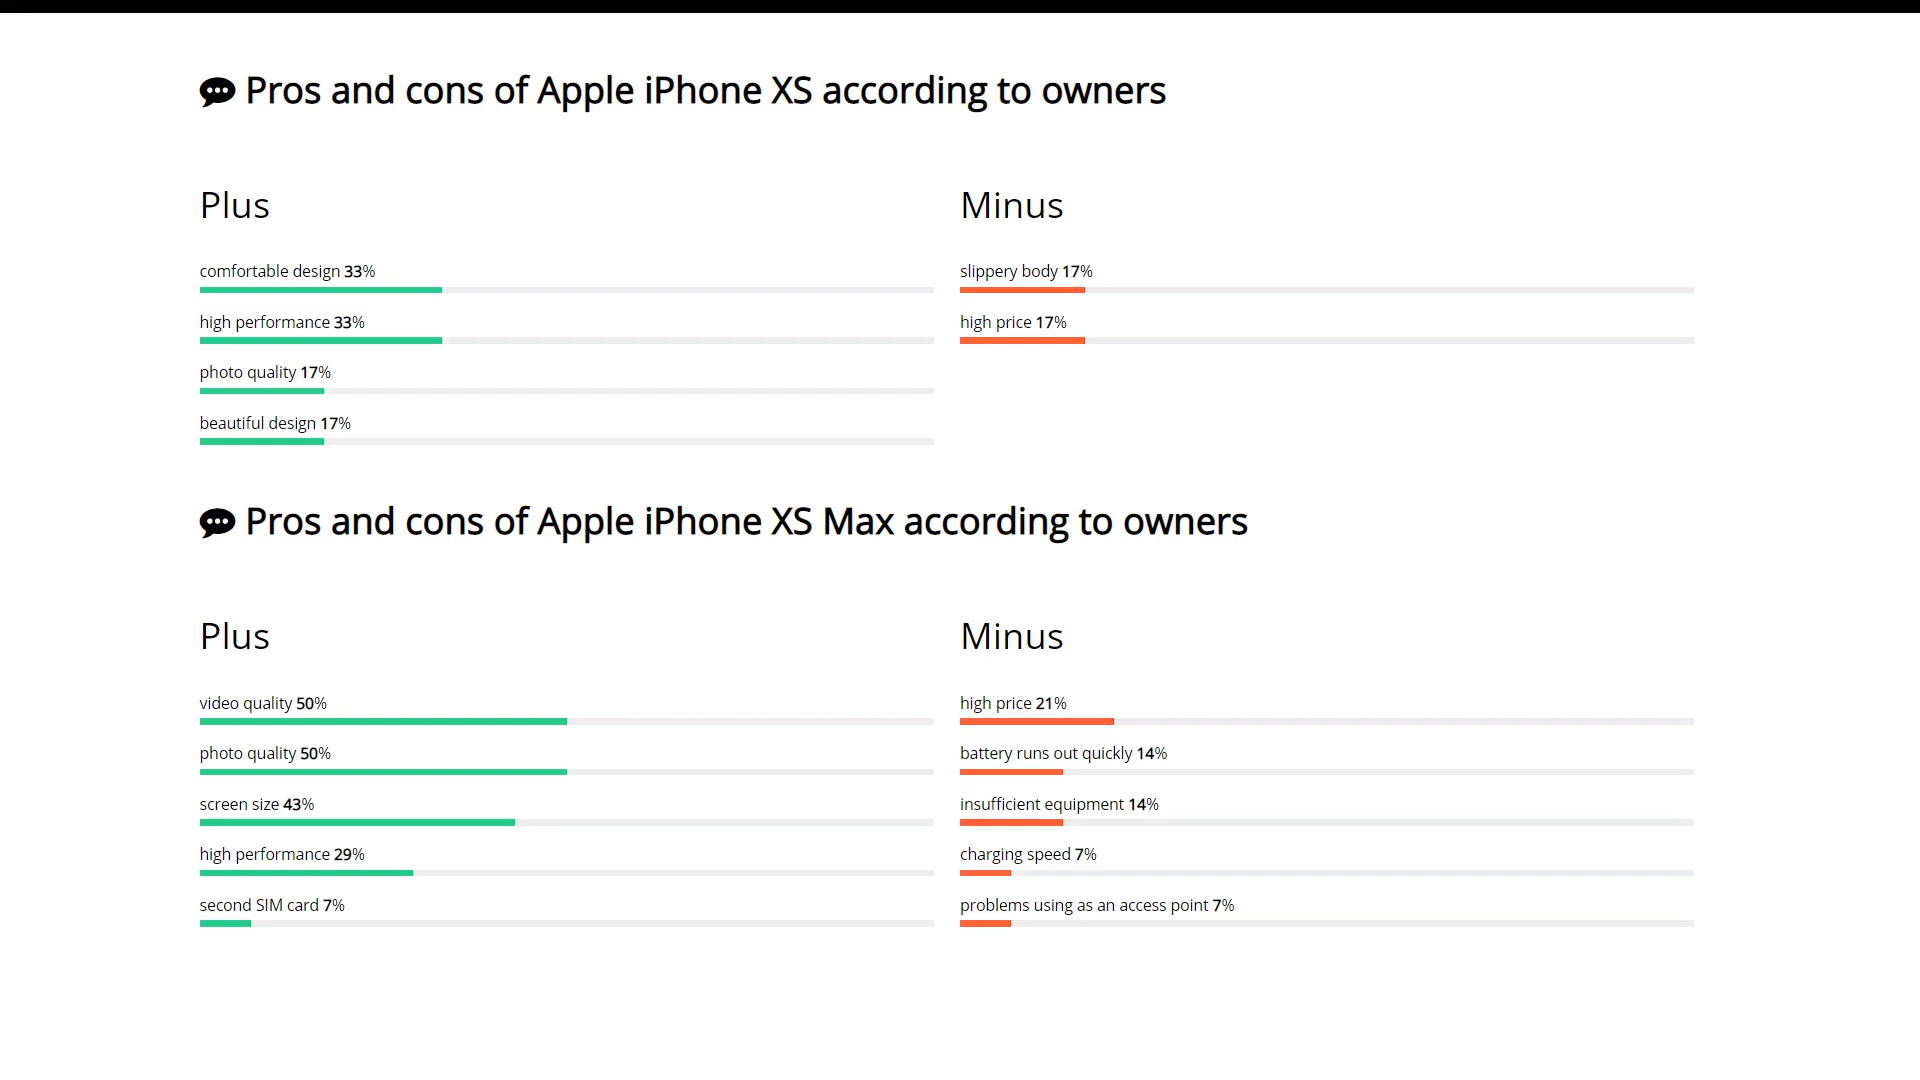 Pros and cons of Apple iPhone XS according to owners
Plus
comfortable design 33%
high performance 33%
photo quality 17%
beautiful design 17%
Minus
slippery body 17%
high price 17%
Pros and cons of Apple iPhone XS Max according to owners
Plus
video quality 50%
photo quality 50%
screen size 43%
high performance 29%
second SIM card 7%
Minus
high price 21%
battery runs out quickly 14%
insufficient equipment 14%
charging speed 7%
problems using as an access point 7%